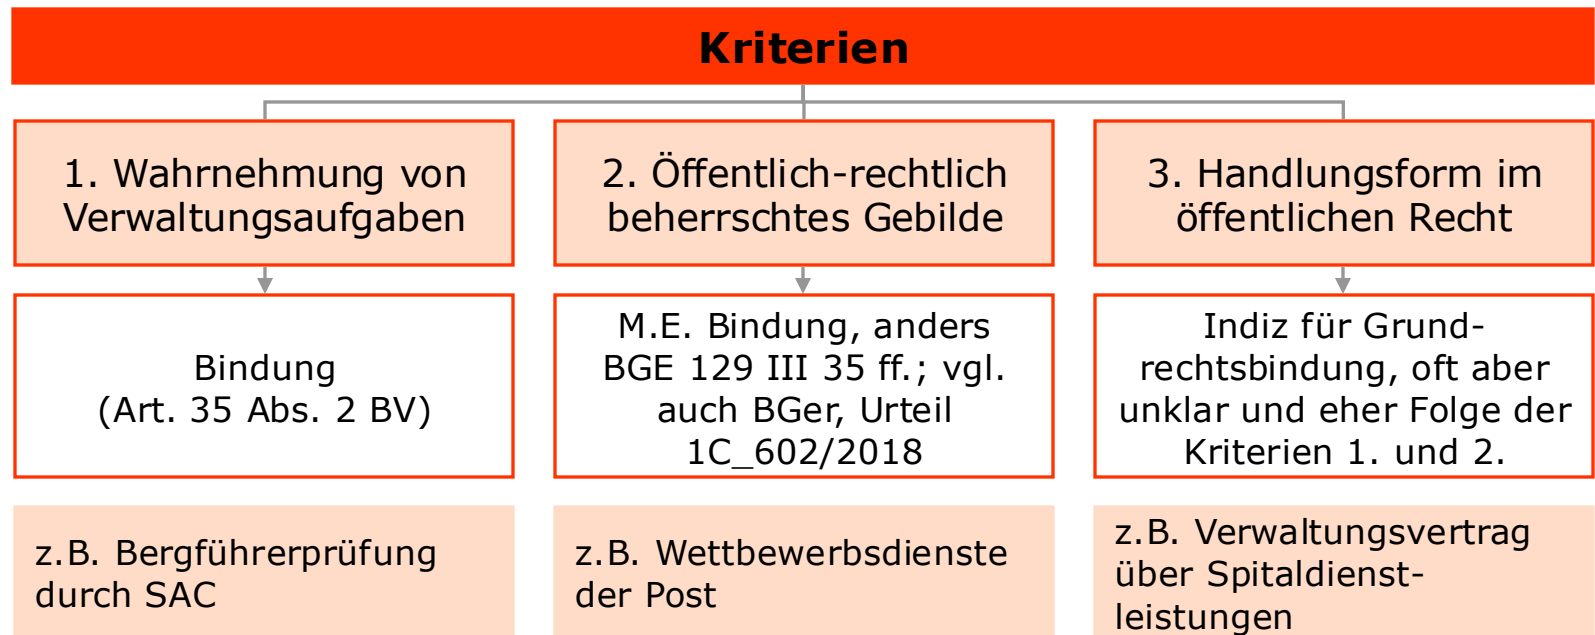 Kriterien
1. Wahrnehmung von
Verwaltungsaufgaben
2. Öffentlich-rechtlich
beherrschtes Gebilde
3. Handlungsform im
öffentlichen Recht
Bindung
(Art. 35 Abs. 2 BV)
M.E. Bindung, anders
BGE 129 III 35 ff.; vgl.
auch BGer, Urteil
1C_602/2018
Indiz für Grund-
rechtsbindung, oft aber
unklar und eher Folge der
Kriterien 1. und 2.
z.B. Bergführerprüfung
durch SAC
z.B. Wettbewerbsdienste
der Post
z.B. Verwaltungsvertrag
über Spitaldienst-
leistungen